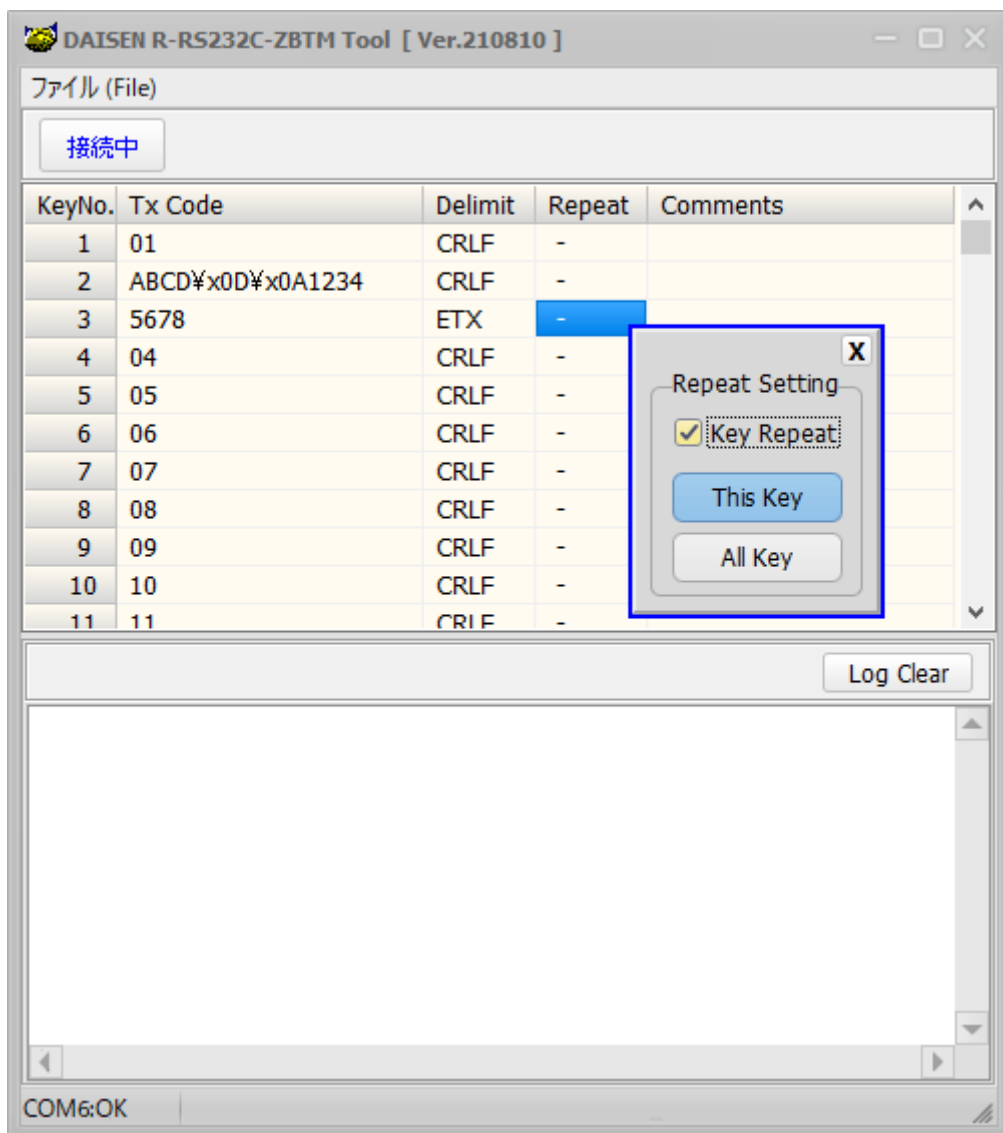 DAISEN R-RS232C-ZBTM Tool [ Ver.210810 ]
ファイル (File)
接続中
KeyNo. Tx Code Delimit Repeat Comments
1 01 CRLF -
2 ABCD¥x0D¥x0A1234 CRLF -
3 5678 ETX -
4 04 CRLF -
5 05 CRLF -
6 06 CRLF -
7 07 CRLF -
8 08 CRLF -
9 09 CRLF -
10 10 CRLF -
11 11 CRLF -
X
Repeat Setting
Key Repeat
This Key
All Key
Log Clear
COM6:OK